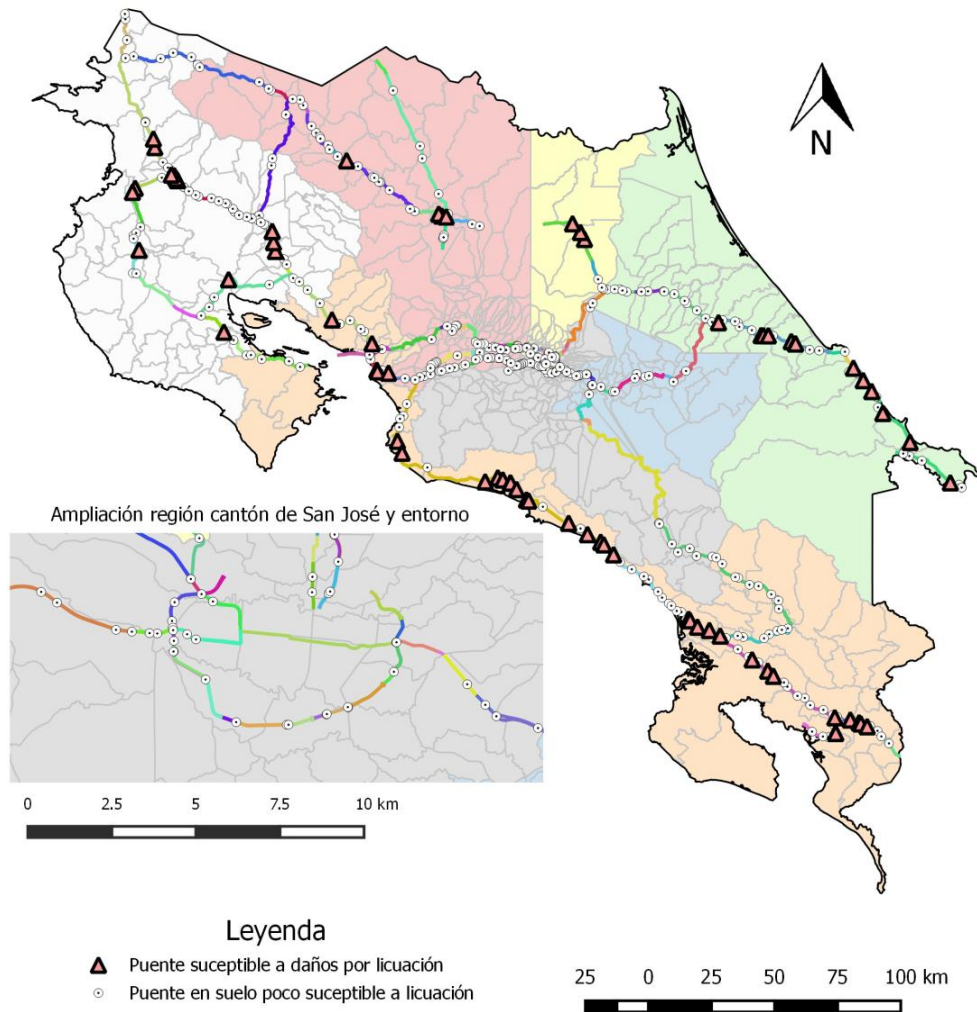 N
Ampliación región cantón de San José y entorno
0 2.5 5 7.5 10 km
Leyenda
Puente suceptible a daños por licuación
Puente en suelo poco suceptible a licuación
25 0 25 50 75 100 km